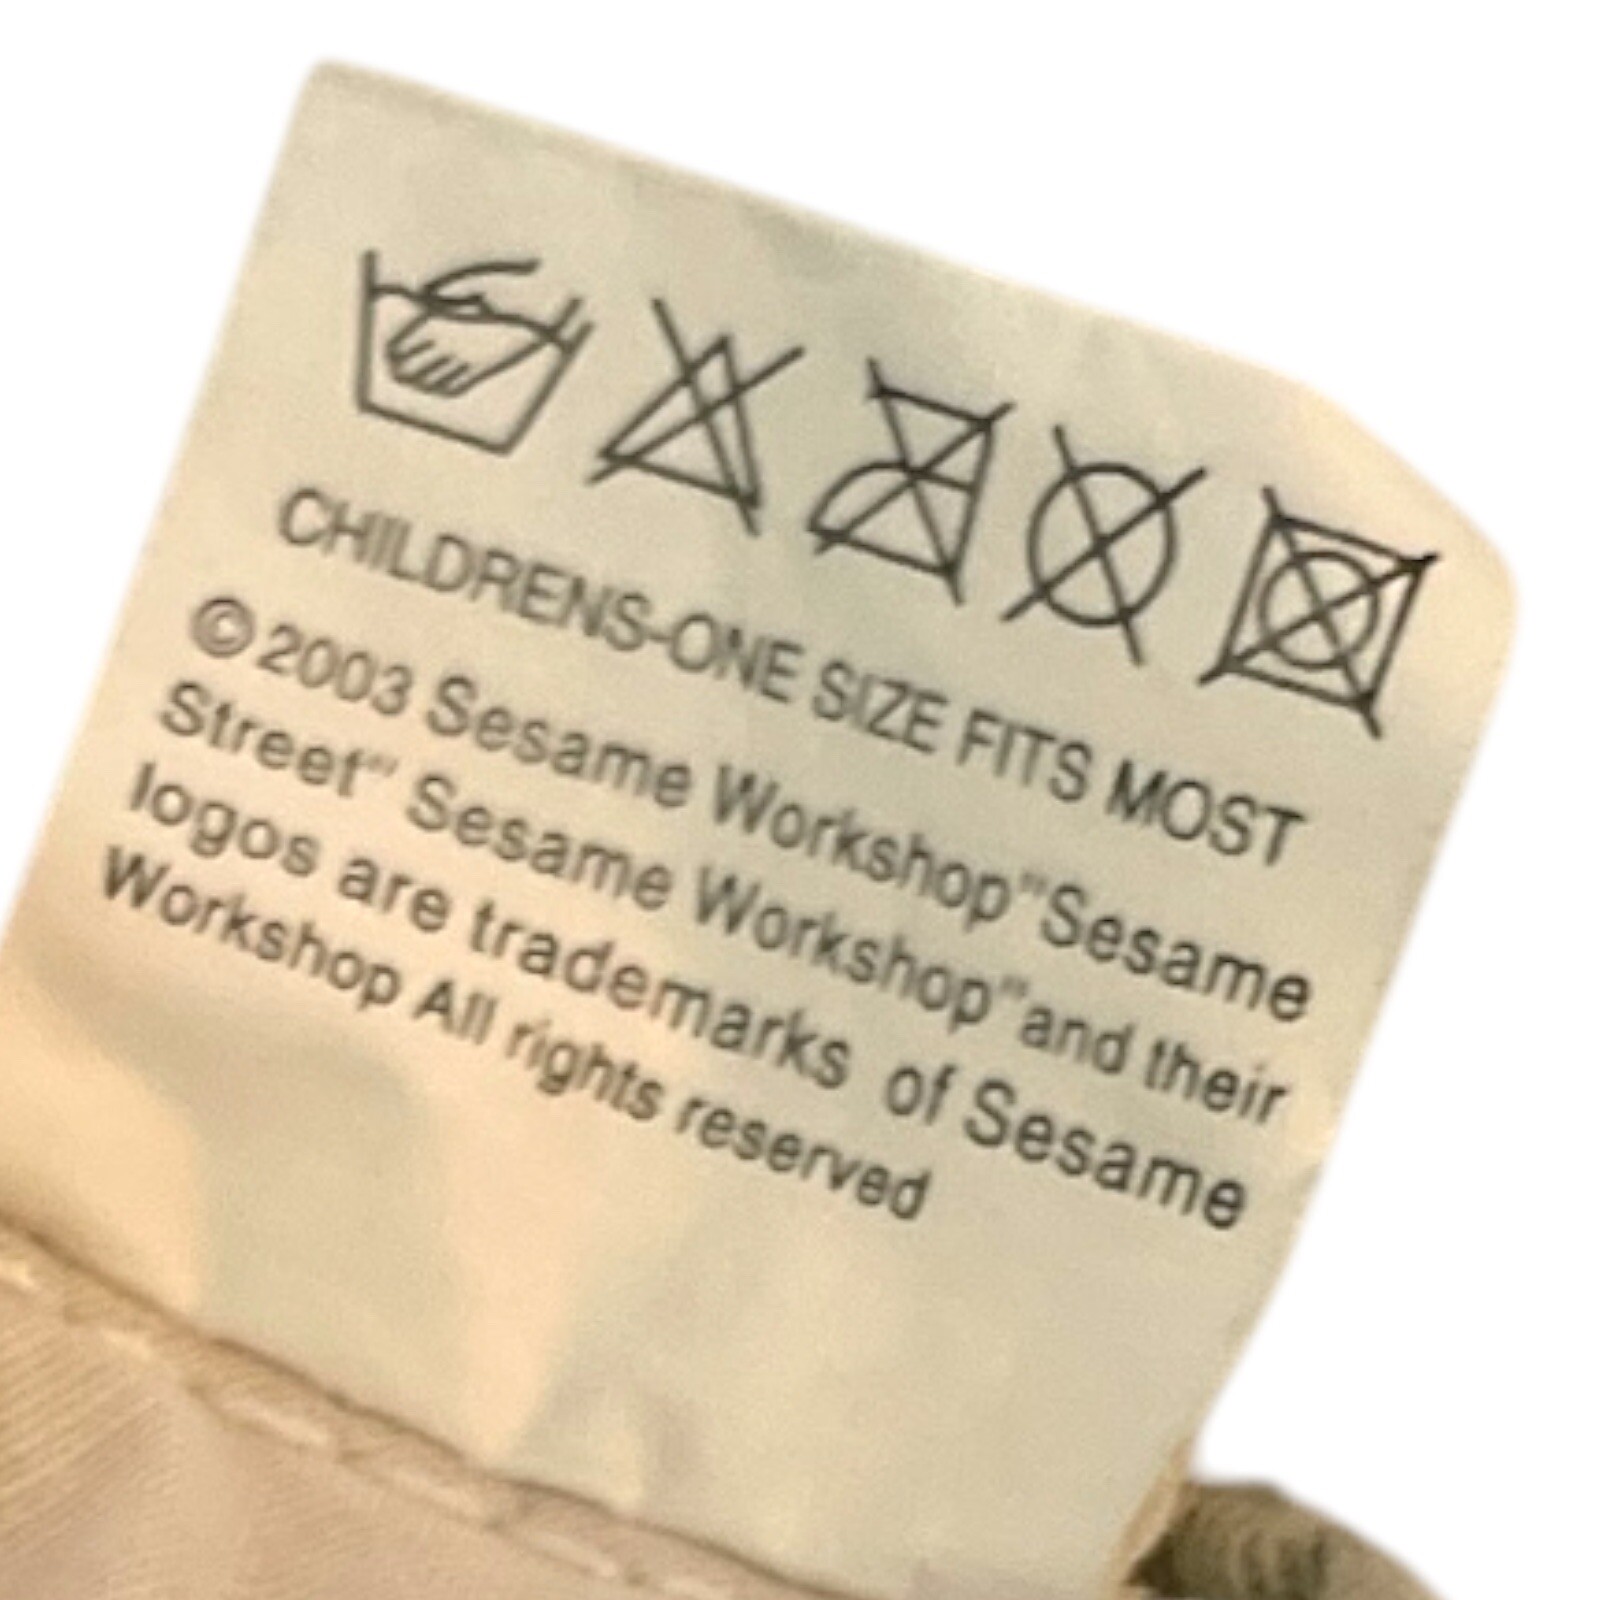 CHILDRENS-ONE SIZE FITS MOST
© 2003 Sesame Workshop"Sesame
Street" Sesame Workshop"and their
logos are trademarks of Sesame
Workshop All rights reserved